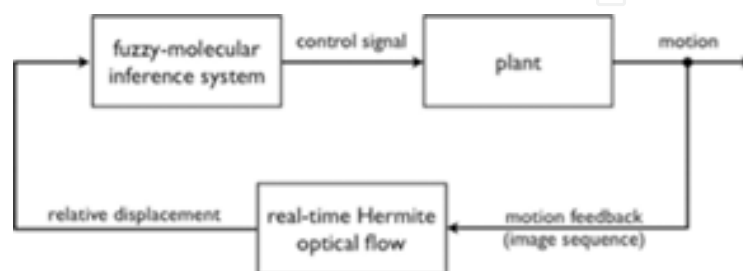 fuzzy-molecular
inference system
control signal
plant
motion
relative displacement
real-time Hermite
optical flow
motion feedback
(image sequence)